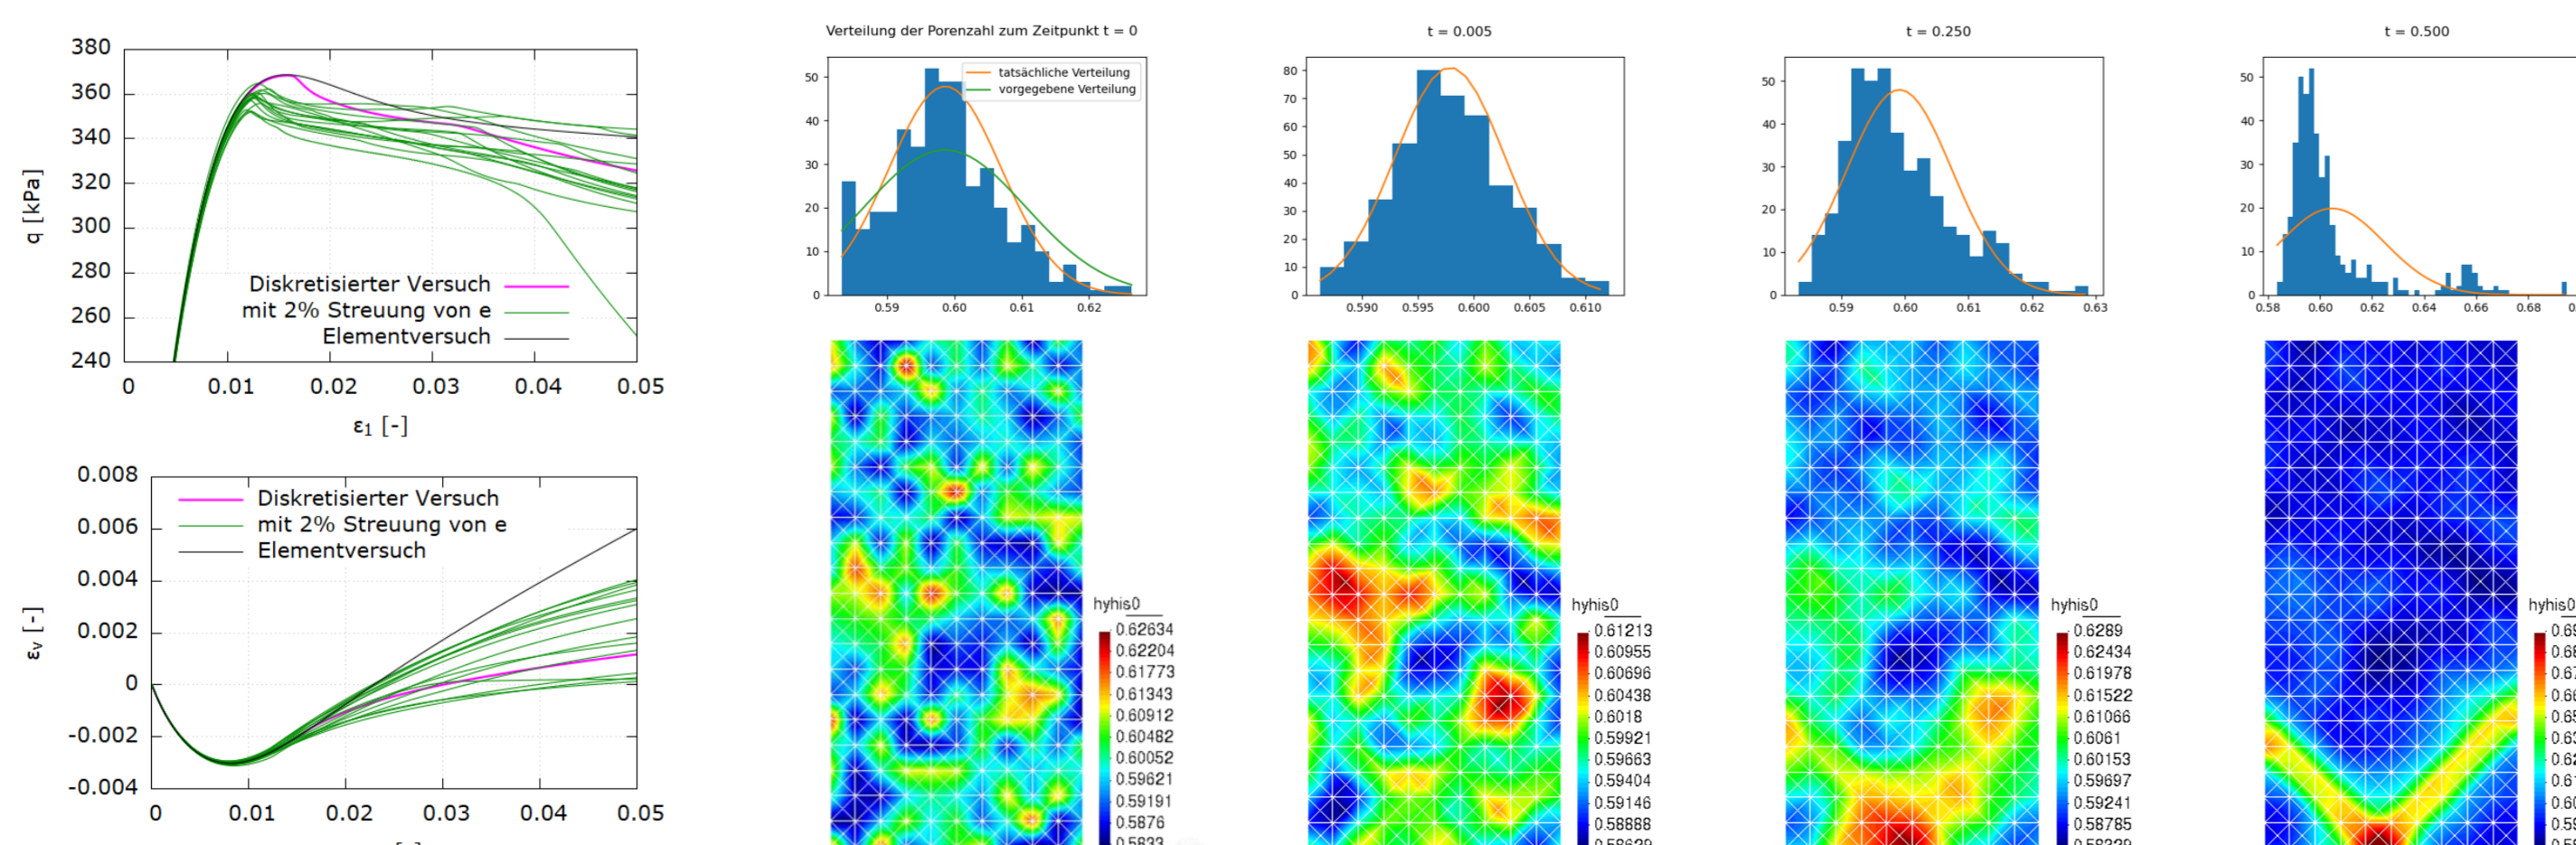 380
360
340
320
300
280
260
240
q [kPa]
Diskretisierter Versuch
mit 2% Streuung von e
Elementversuch
0 0.01 0.02 0.03 0.04 0.05
ε1 [-]
0.008
0.006
0.004
0.002
0
-0.002
-0.004
εv [-]
Diskretisierter Versuch
mit 2% Streuung von e
Elementversuch
0 0.01 0.02 0.03 0.04 0.05
Verteilung der Porenzahl zum Zeitpunkt t = 0
tatsächliche Verteilung
vorgegebene Verteilung
50
40
30
20
10
0
0.59 0.60 0.61 0.62
hyhis0
0.62634
0.62204
0.61773
0.61343
0.60912
0.60482
0.60052
0.59621
0.59191
0.5876
0.5833
t = 0.005
80
70
60
50
40
30
20
10
0
0.590 0.595 0.600 0.605 0.610
hyhis0
0.61213
0.60955
0.60696
0.60438
0.6018
0.59921
0.59663
0.59404
0.59146
0.58888
t = 0.250
50
40
30
20
10
0
0.59 0.60 0.61 0.62 0.63
hyhis0
0.6289
0.62434
0.61978
0.61522
0.61066
0.6061
0.60153
0.59697
0.59241
0.58785
t = 0.500
50
40
30
20
10
0
0.58 0.60 0.62 0.64 0.66 0.68
hyhis0